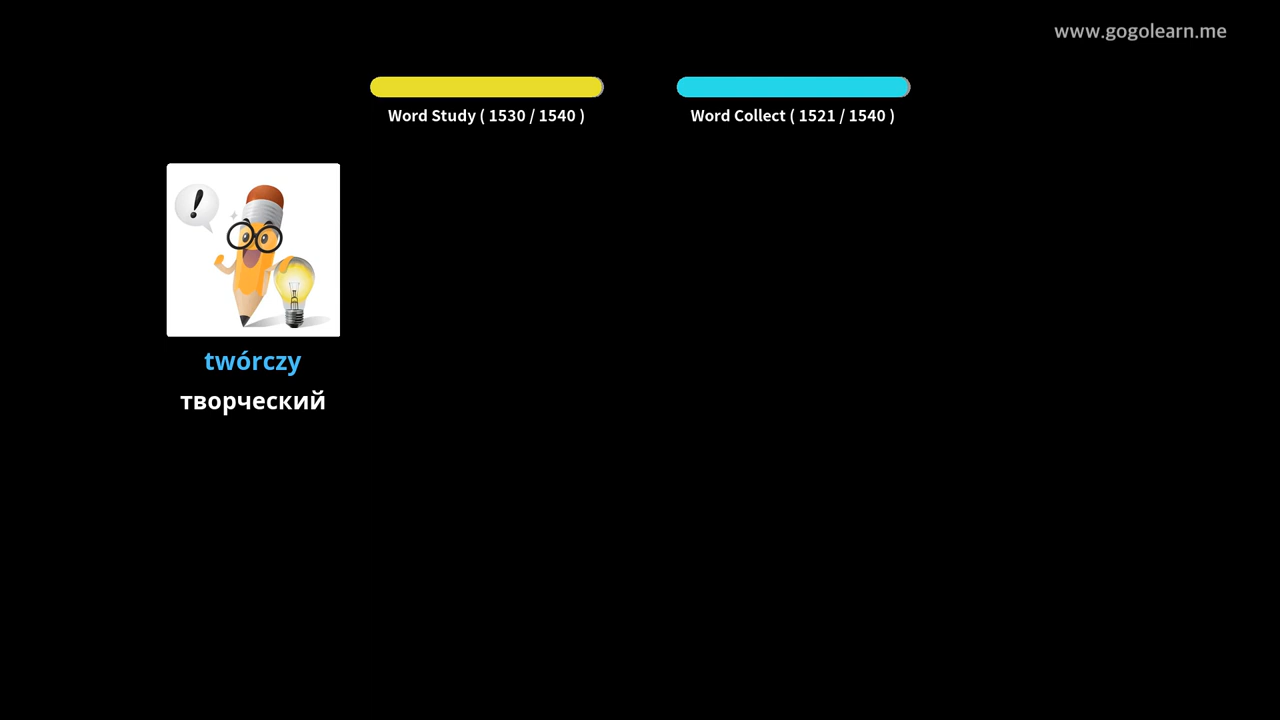 www.gogolearn.me
Word Study ( 1530 / 1540 )
Word Collect ( 1521 / 1540 )
!
twórczy
творческий